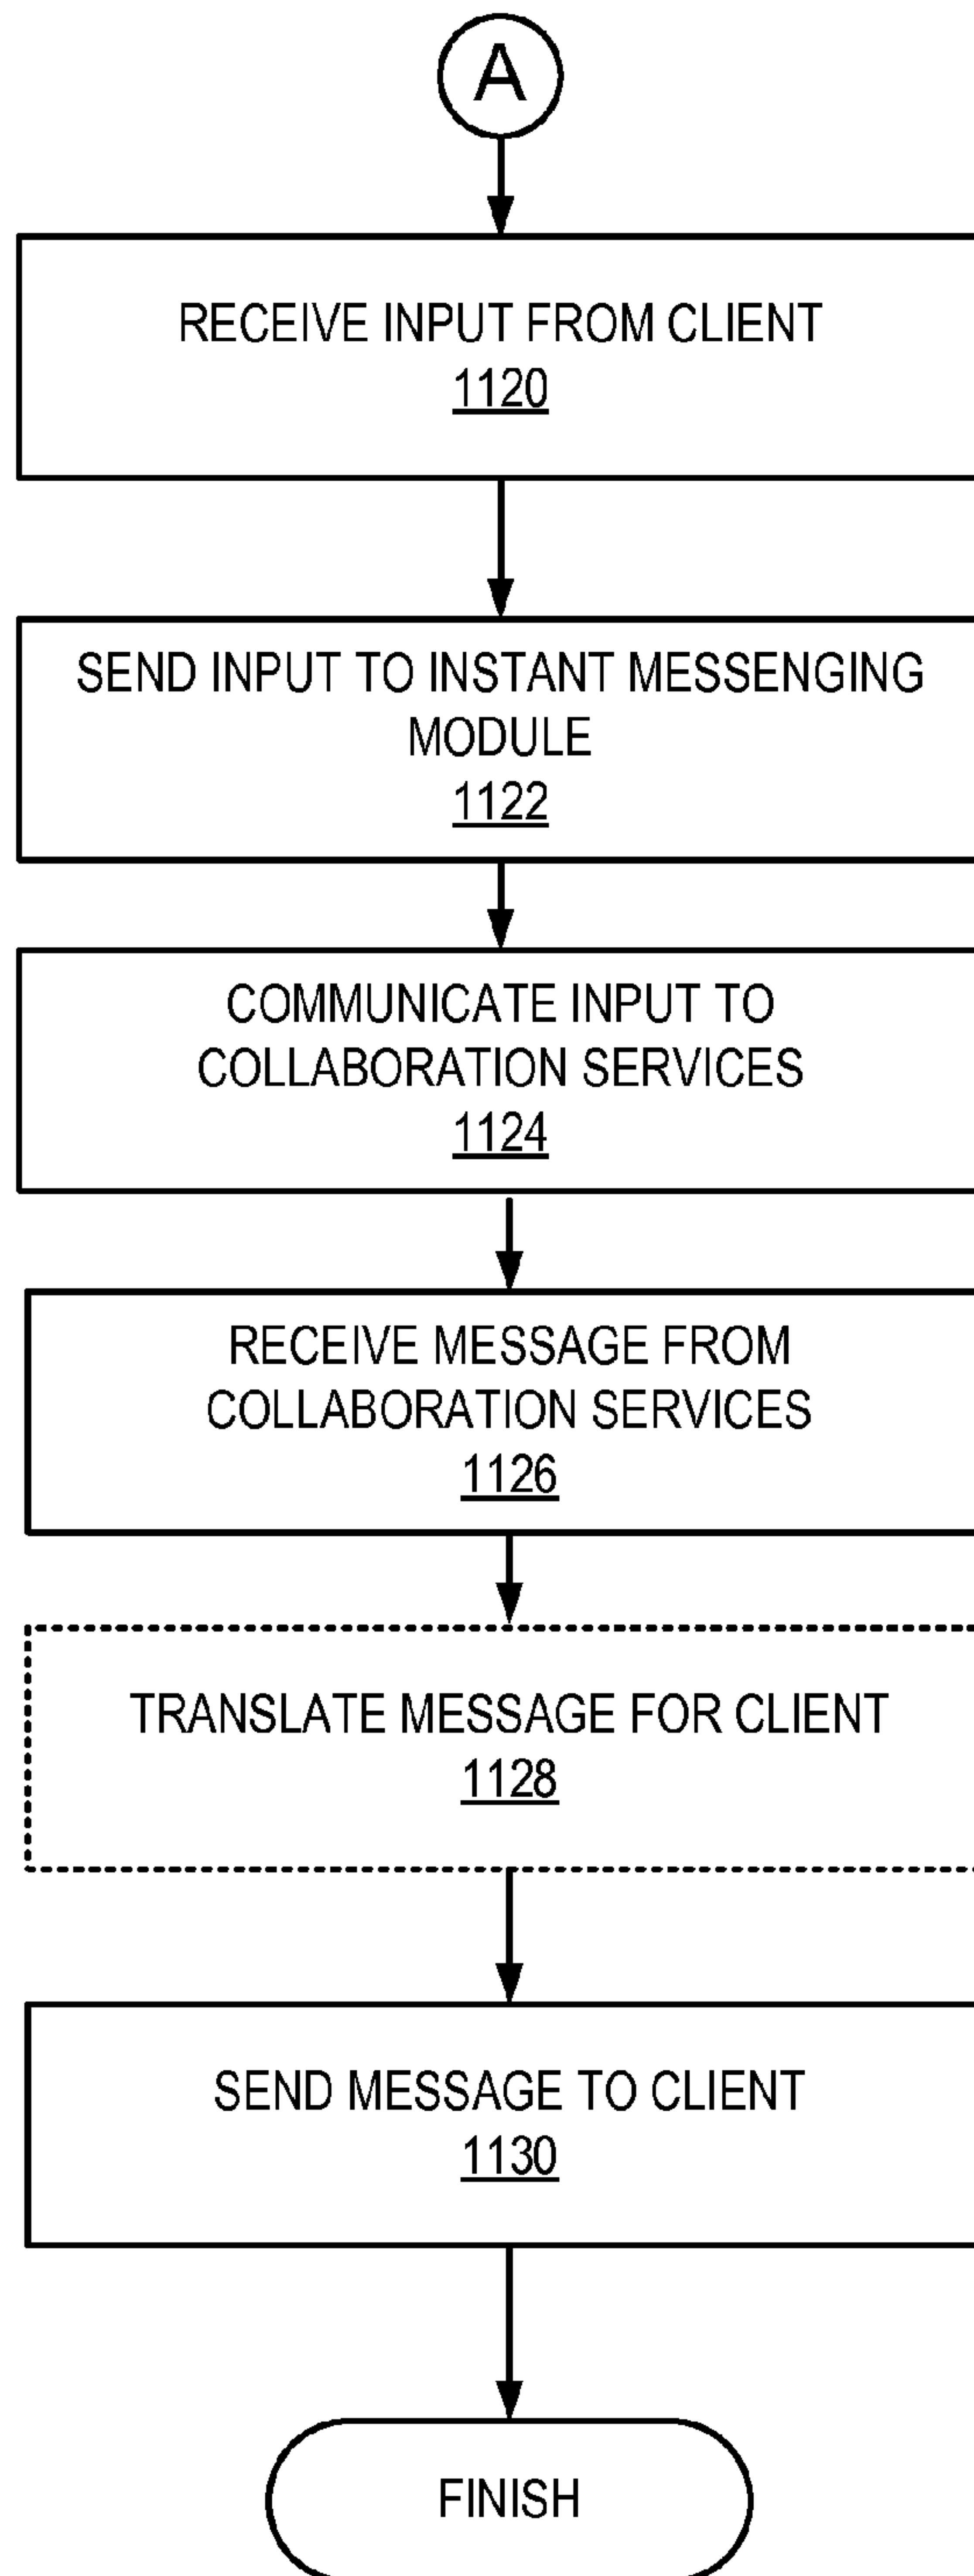 A
RECEIVE INPUT FROM CLIENT
1120
SEND INPUT TO INSTANT MESSENGING
MODULE
1122
COMMUNICATE INPUT TO
COLLABORATION SERVICES
1124
RECEIVE MESSAGE FROM
COLLABORATION SERVICES
1126
TRANSLATE MESSAGE FOR CLIENT
1128
SEND MESSAGE TO CLIENT
1130
FINISH